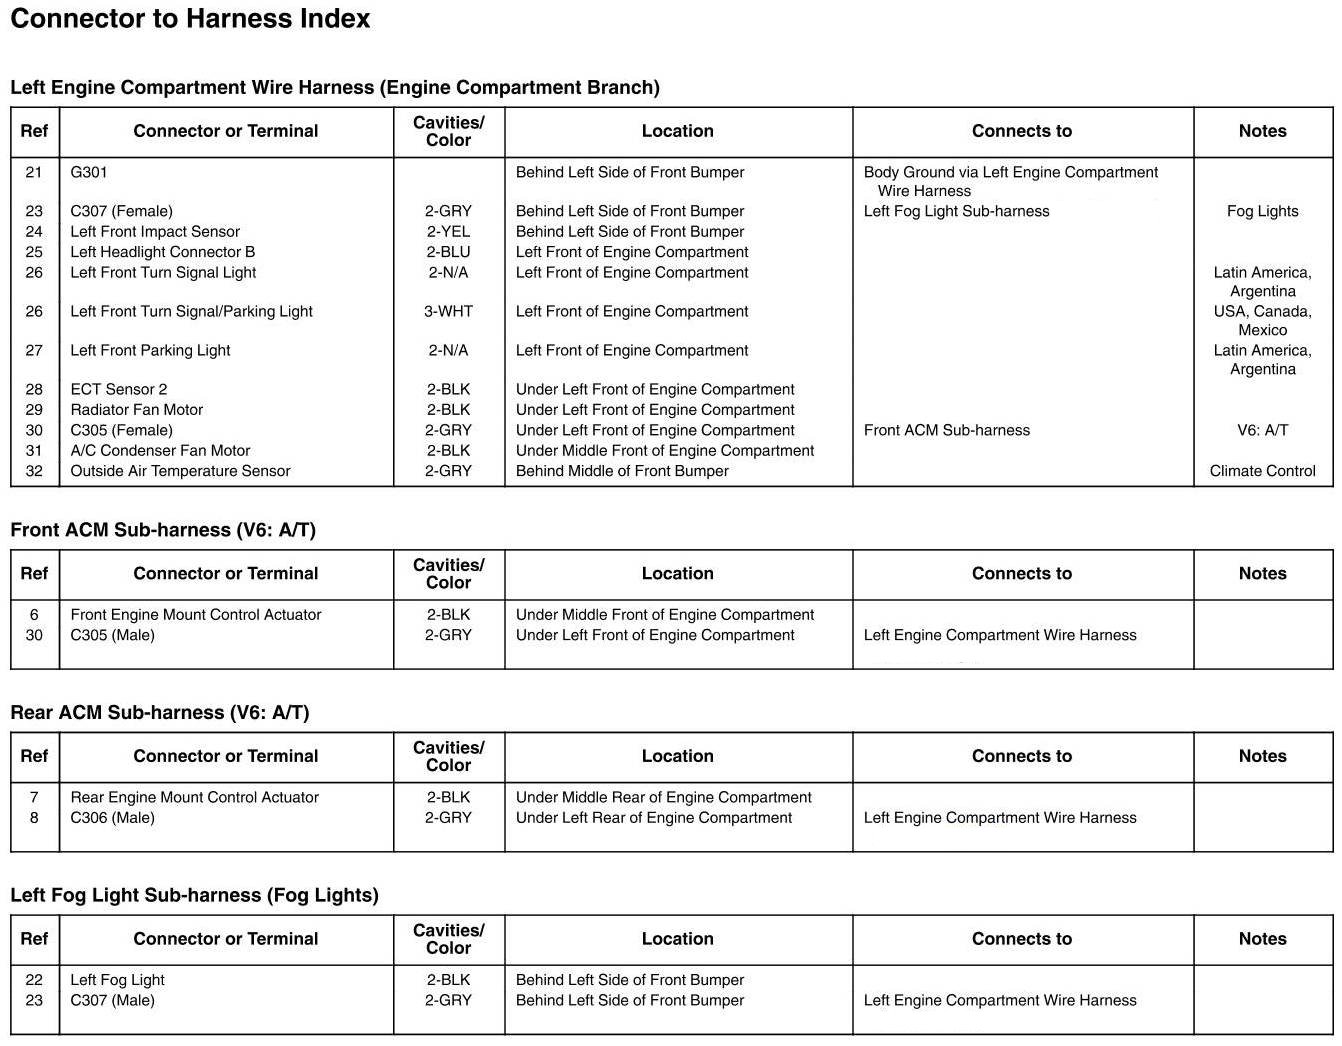 Connector to Harness Index
Left Engine Compartment Wire Harness (Engine Compartment Branch)
Ref Connector or Terminal Cavities/ Color Location Connects to Notes
21 G301 Behind Left Side of Front Bumper Body Ground via Left Engine Compartment
Wire Harness
23 C307 (Female) 2-GRY Behind Left Side of Front Bumper Left Fog Light Sub-harness Fog Lights
24 Left Front Impact Sensor 2-YEL Behind Left Side of Front Bumper
25 Left Headlight Connector B 2-BLU Left Front of Engine Compartment
26 Left Front Turn Signal Light 2-N/A Left Front of Engine Compartment Latin America,
Argentina
26 Left Front Turn Signal/Parking Light 3-WHT Left Front of Engine Compartment USA, Canada,
Mexico
27 Left Front Parking Light 2-N/A Left Front of Engine Compartment Latin America,
Argentina
28 ECT Sensor 2 2-BLK Under Left Front of Engine Compartment
29 Radiator Fan Motor 2-BLK Under Left Front of Engine Compartment
30 C305 (Female) 2-GRY Under Left Front of Engine Compartment Front ACM Sub-harness V6: A/T
31 A/C Condenser Fan Motor 2-BLK Under Middle Front of Engine Compartment
32 Outside Air Temperature Sensor 2-GRY Behind Middle of Front Bumper Climate Control
Front ACM Sub-harness (V6: A/T)
Ref Connector or Terminal Cavities/ Color Location Connects to Notes
6 Front Engine Mount Control Actuator 2-BLK Under Middle Front of Engine Compartment
30 C305 (Male) 2-GRY Under Left Front of Engine Compartment Left Engine Compartment Wire Harness
Rear ACM Sub-harness (V6: A/T)
Ref Connector or Terminal Cavities/ Color Location Connects to Notes
7 Rear Engine Mount Control Actuator 2-BLK Under Middle Rear of Engine Compartment
8 C306 (Male) 2-GRY Under Left Rear of Engine Compartment Left Engine Compartment Wire Harness
Left Fog Light Sub-harness (Fog Lights)
Ref Connector or Terminal Cavities/ Color Location Connects to Notes
22 Left Fog Light 2-BLK Behind Left Side of Front Bumper
23 C307 (Male) 2-GRY Behind Left Side of Front Bumper Left Engine Compartment Wire Harness